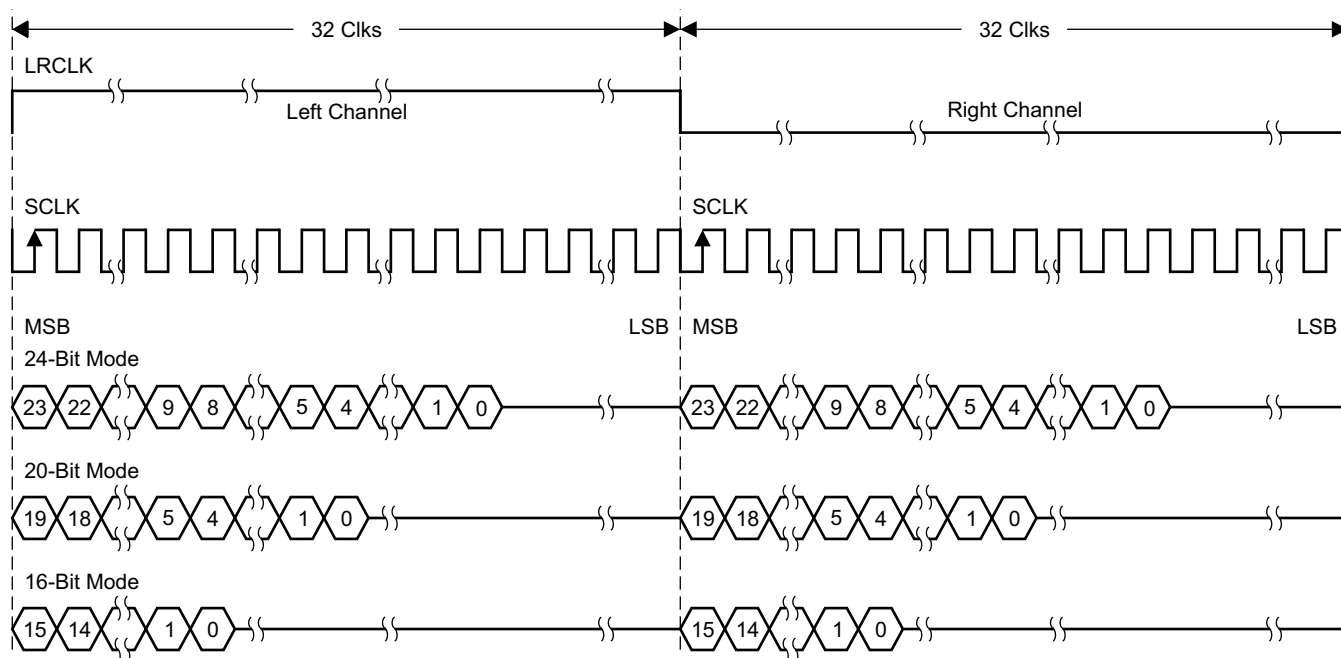 32 Clks 32 Clks
LRCLK
Left Channel Right Channel
SCLK SCLK
MSB LSB MSB LSB
24-Bit Mode
23 22 9 8 5 4 1 0 23 22 9 8 5 4 1 0
20-Bit Mode
19 18 5 4 1 0 19 18 5 4 1 0
16-Bit Mode
15 14 1 0 15 14 1 0